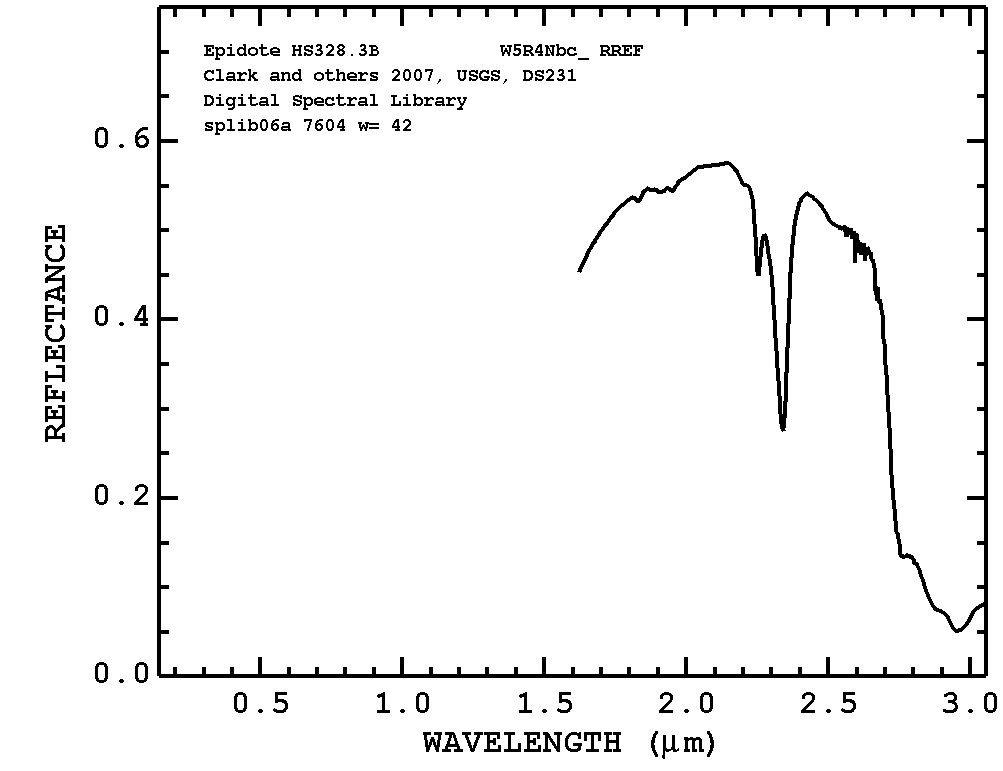 Epidote HS328.3B W5R4Nbc_ RREF
Clark and others 2007, USGS, DS231
Digital Spectral Library
splib06a 7604 w= 42
0.6
0.4
0.2
0.0
REFLECTANCE
0.5 1.0 1.5 2.0 2.5 3.0
WAVELENGTH (μm)